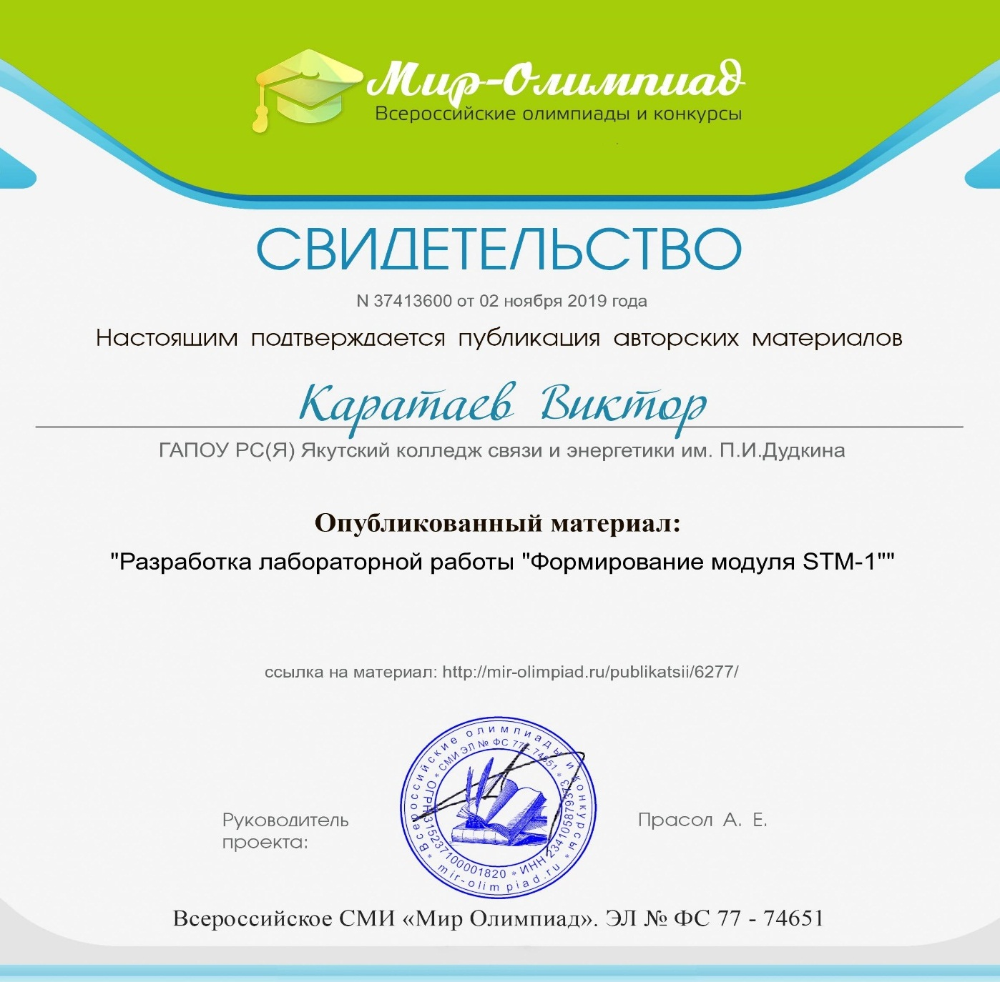 Мир-Олимпиад
Всероссийские олимпиады и конкурсы
СВИДЕТЕЛЬСТВО
N 37413600 от 02 ноября 2019 года
Настоящим подтверждается публикация авторских материалов
Каратаев Виктор
ГАПОУ РС(Я) Якутский колледж связи и энергетики им. П.И.Дудкина
Опубликованный материал:
"Разработка лабораторной работы "Формирование модуля STM-1""
ссылка на материал: http://mir-olimpiad.ru/publikatsii/6277/
* Всероссийские олимпиады и конкурсы *
mir-olimpiad.ru
* СМИ ЭЛ № ФС 77 - 74651 *
ОГРН 315237100001820 * ИНН 234105879373
Руководитель
проекта:
Прасол А. Е.
Всероссийское СМИ «Мир Олимпиад». ЭЛ № ФС 77 - 74651